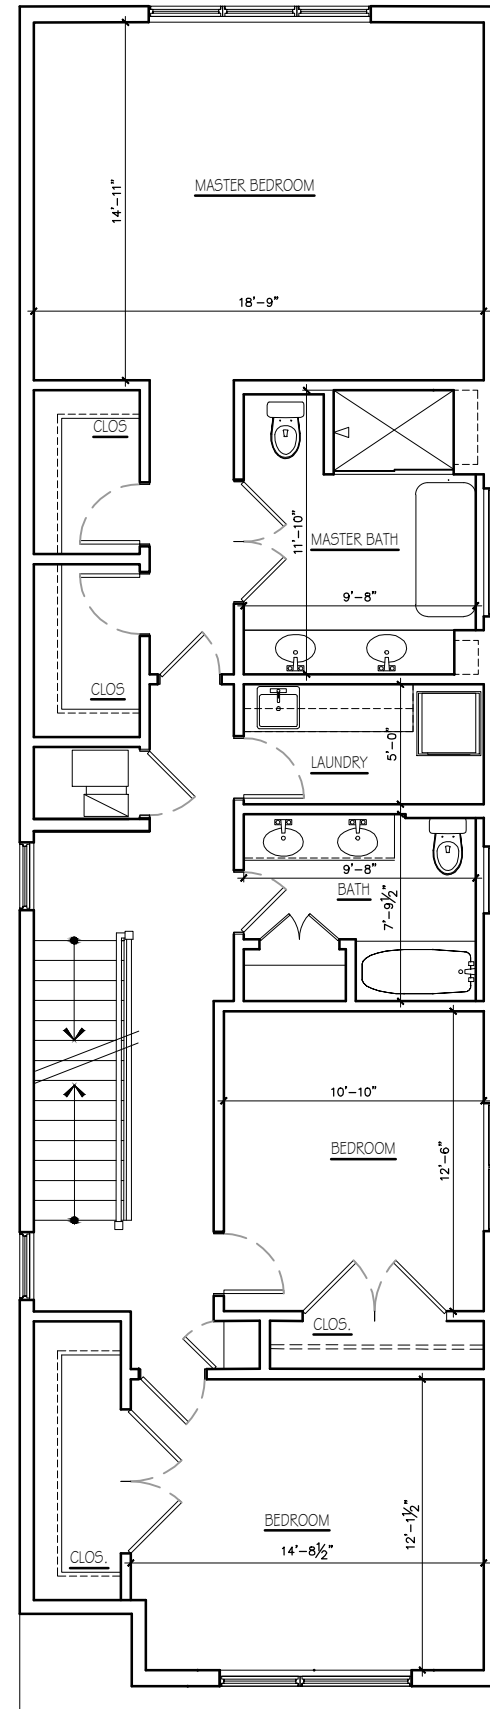 MASTER BEDROOM
14'-11"
18'-9"
CLOS
11'-10"
MASTER BATH
9'-8"
CLOS
LAUNDRY
5'-0"
9'-8"
BATH
7'-9½"
10'-10"
BEDROOM
12'-6"
CLOS.
BEDROOM
12'-1½"
14'-8½"
CLOS.